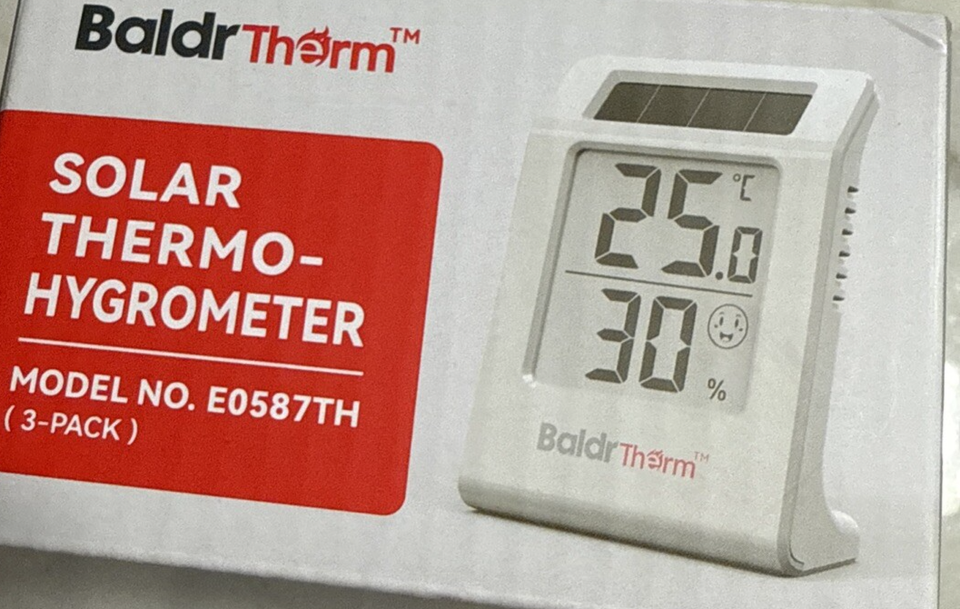 BaldrTherm™
SOLAR
THERMO-
HYGROMETER
MODEL NO. E0587TH
( 3-PACK )
25.0 °C
30 %
BaldrTherm™